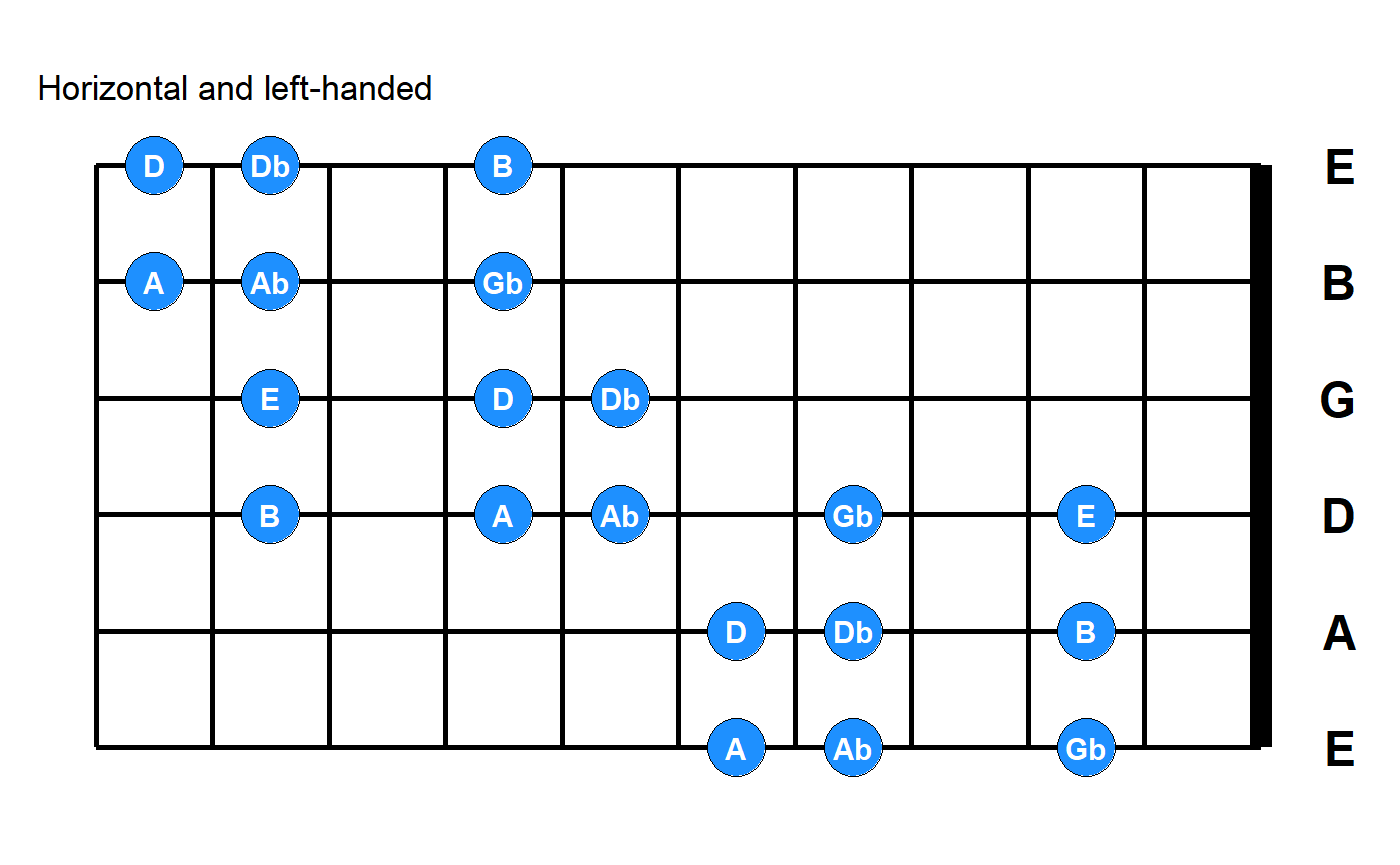 Horizontal and left-handed
D Db B E
A Ab Gb B
E D Db G
B A Ab Gb E D
D Db B A
A Ab Gb E